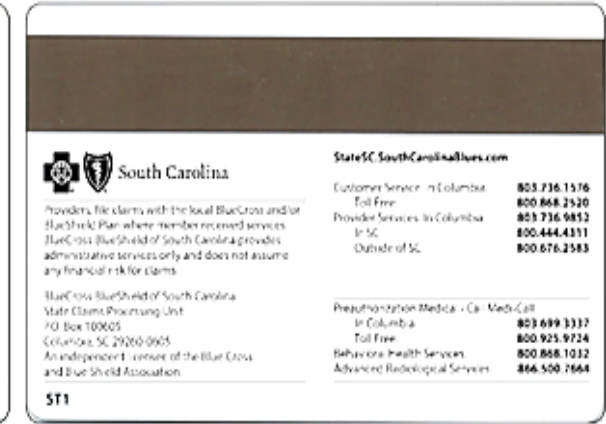 South Carolina
Providers, file claims with the local BlueCross and/or
BlueShield Plan where member received services.
BlueCross BlueShield of South Carolina provides
administrative services only and does not assume
any financial risk for claims.
BlueCross BlueShield of South Carolina
State Claims Processing Unit
P.O. Box 100605
Columbia, SC 29260-0605
An independent licensee of the Blue Cross
and Blue Shield Association
ST1
StateSC.SouthCarolinaBlues.com
Customer Service In Columbia 803.736.1576
Toll Free 800.868.2520
Provider Services In Columbia 803.736.9852
In SC 800.444.4311
Outside of SC 800.676.2583
Preauthorization Medical - Call Medi-Call
In Columbia 803.699.3337
Toll Free 800.925.9724
Behavioral Health Services 800.868.1032
Advanced Radiological Services 866.500.7664